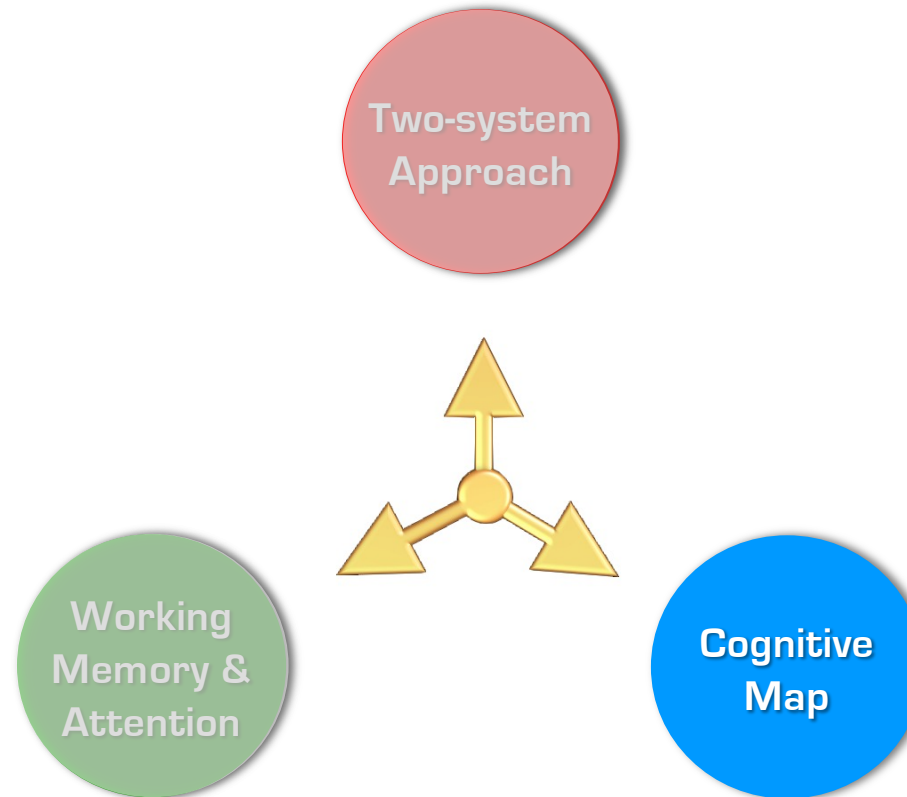 Two-system
Approach
Working
Memory &
Attention
Cognitive
Map